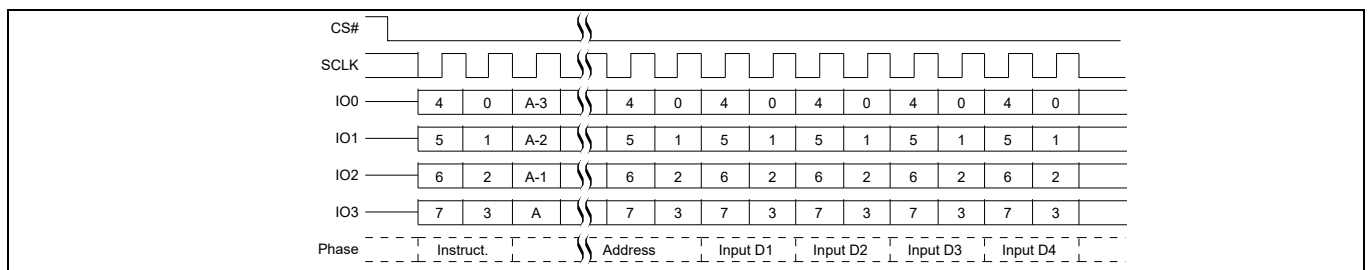 CS#
SCLK
IO0 4 0 A-3 4 0 4 0 4 0 4 0 4 0
IO1 5 1 A-2 5 1 5 1 5 1 5 1 5 1
IO2 6 2 A-1 6 2 6 2 6 2 6 2 6 2
IO3 7 3 A 7 3 7 3 7 3 7 3 7 3
Phase Instruct. Address Input D1 Input D2 Input D3 Input D4